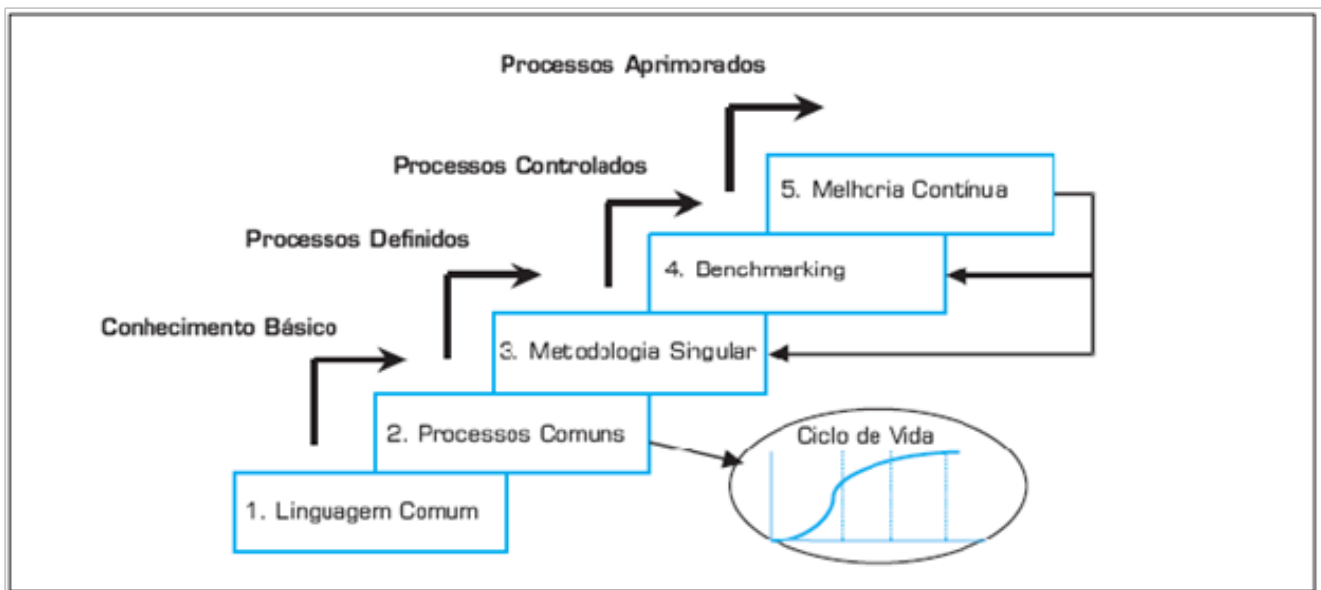 Processos Aprimorados
Processos Controlados
5. Melhoria Contínua
Processos Definidos
4. Benchmarking
Conhecimento Básico
3. Metodologia Singular
2. Processos Comuns
Ciclo de Vida
1. Linguagem Comum